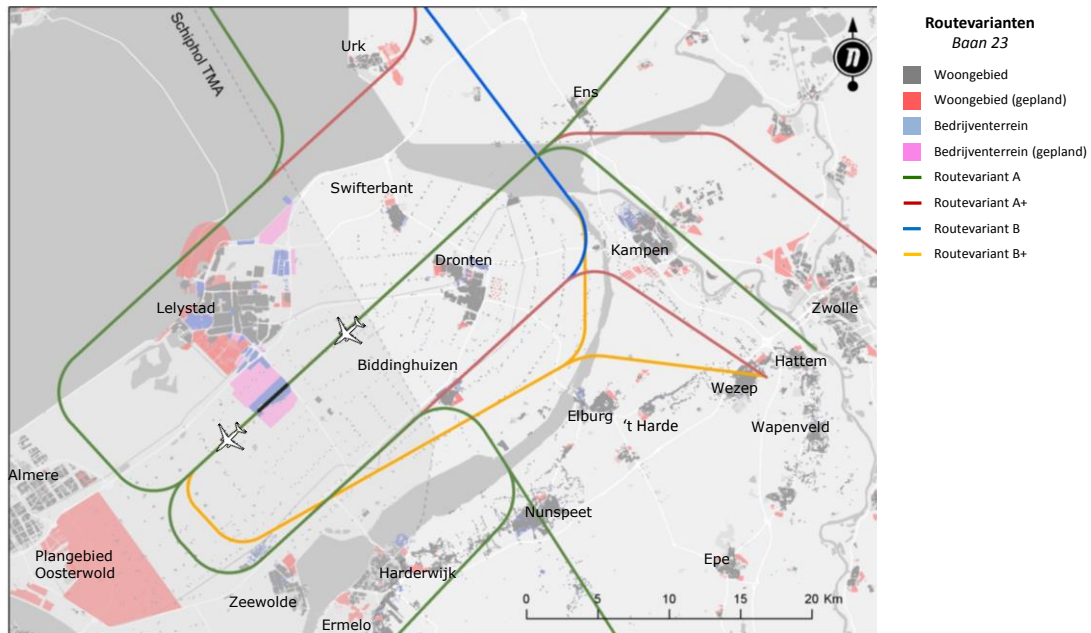 Routevarianten
Baan 23
Woongebied
Woongebied (gepland)
Bedrijventerrein
Bedrijventerrein (gepland)
Routevariant A
Routevariant A+
Routevariant B
Routevariant B+
Schiphol TMA
Urk
n
Ens
Swifterbant
Kampen
Dronten
Lelystad
Zwolle
Biddinghuizen
Hattem
Wezep
Elburg
't Harde
Wapenveld
Almere
Nunspeet
Plangebied
Oosterwold
Epe
Harderwijk
Zeewolde
Ermelo
0 5 10 15 20 Km